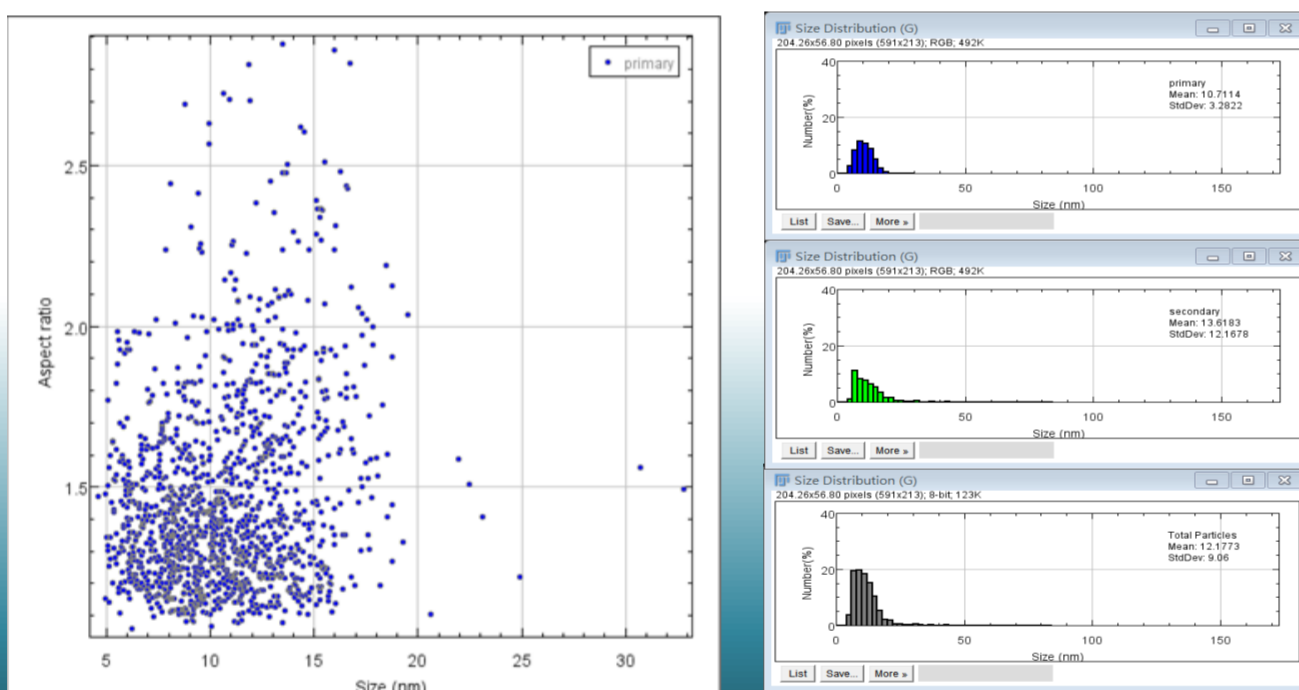 primary
2.5
2.0
1.5
Aspect ratio
5 10 15 20 25 30
Size (nm)
Size Distribution (G)
204.26x56.80 pixels (591x213); RGB; 492K
40
20
0
Number(%)
primary
Mean: 10.7114
StdDev: 3.2822
0 50 100 150
Size (nm)
List Save... More »
Size Distribution (G)
204.26x56.80 pixels (591x213); RGB; 492K
40
20
0
Number(%)
secondary
Mean: 13.6183
StdDev: 12.1678
0 50 100 150
Size (nm)
List Save... More »
Size Distribution (G)
204.26x56.80 pixels (591x213); 8-bit; 123K
40
20
0
Number(%)
Total Particles
Mean: 12.1773
StdDev: 9.06
0 50 100 150
Size (nm)
List Save... More »